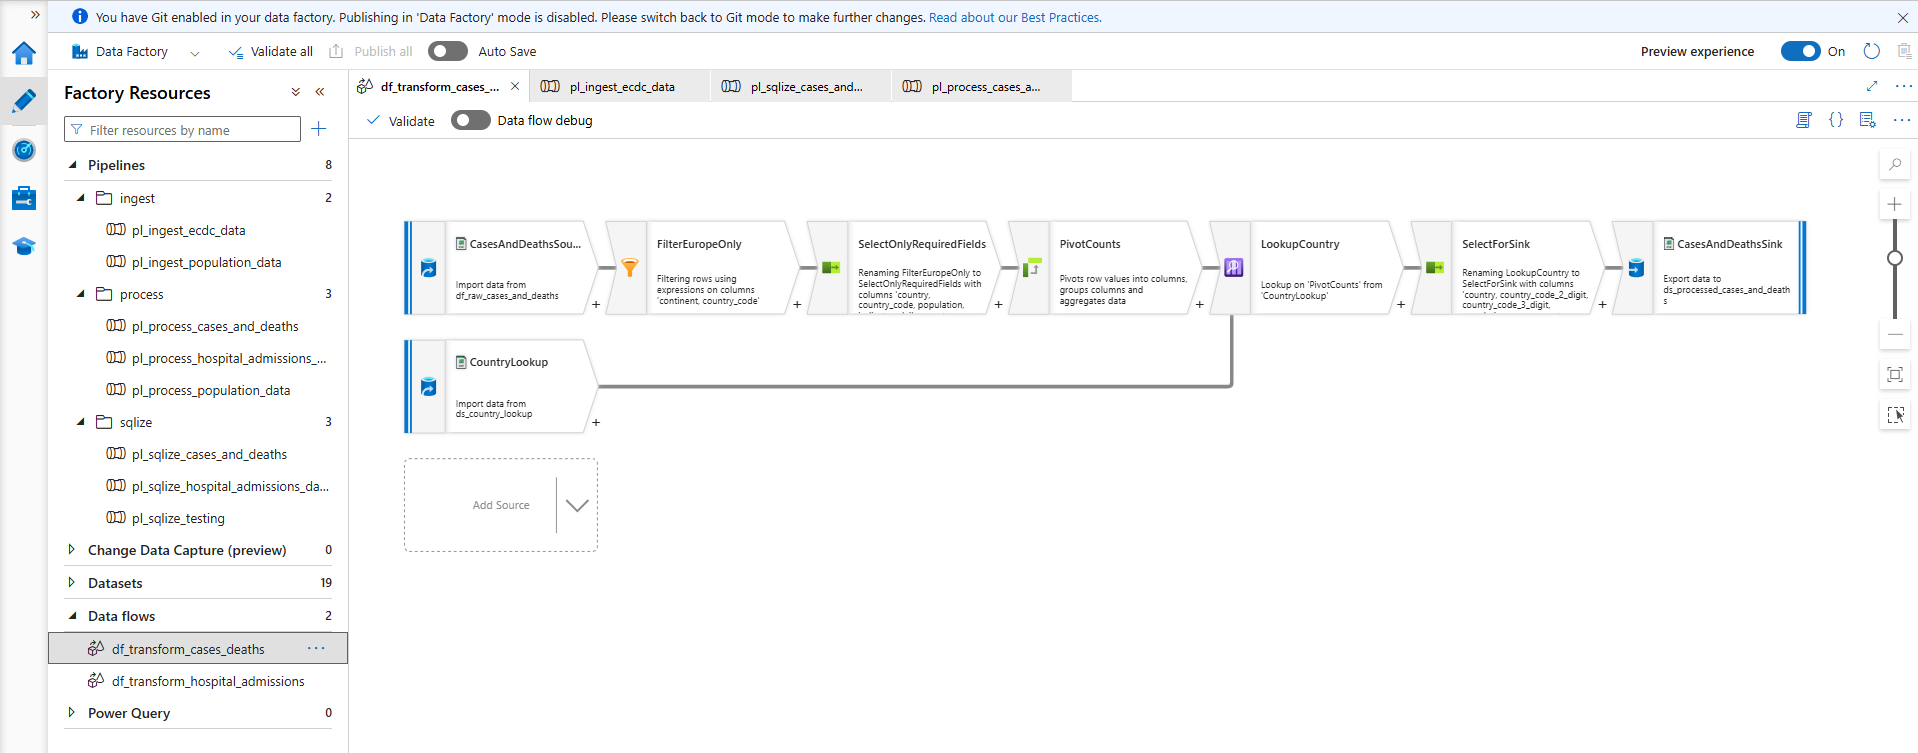 You have Git enabled in your data factory. Publishing in 'Data Factory' mode is disabled. Please switch back to Git mode to make further changes. Read about our Best Practices.
Data Factory
Validate all
Publish all
Auto Save
Preview experience
On
Factory Resources
Filter resources by name
Pipelines 8
ingest 2
pl_ingest_ecdc_data
pl_ingest_population_data
process 3
pl_process_cases_and_deaths
pl_process_hospital_admissions_...
pl_process_population_data
sqlize 3
pl_sqlize_cases_and_deaths
pl_sqlize_hospital_admissions_da...
pl_sqlize_testing
Change Data Capture (preview) 0
Datasets 19
Data flows 2
df_transform_cases_deaths ...
df_transform_hospital_admissions
Power Query 0
df_transform_cases_...
pl_ingest_ecdc_data
pl_sqlize_cases_and...
pl_process_cases_a...
Validate
Data flow debug
CasesAndDeathsSou...
Import data from
df_raw_cases_and_deaths
FilterEuropeOnly
Filtering rows using
expressions on columns
'continent, country_code'
SelectOnlyRequiredFields
Renaming FilterEuropeOnly to
SelectOnlyRequiredFields with
columns 'country,
country_code, population,
PivotCounts
Pivots row values into columns,
groups columns and
aggregates data
LookupCountry
Lookup on 'PivotCounts' from
'CountryLookup'
SelectForSink
Renaming LookupCountry to
SelectForSink with columns
'country, country_code_2_digit,
country_code_3_digit,
CasesAndDeathsSink
Export data to
ds_processed_cases_and_death
s
CountryLookup
Import data from
ds_country_lookup
Add Source